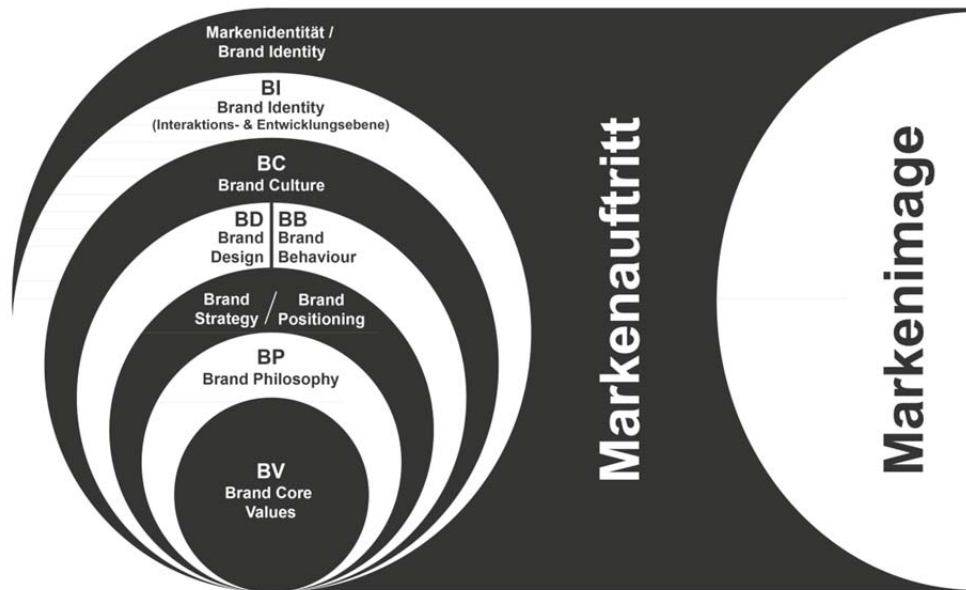 Markenidentität /
Brand Identity
BI
Brand Identity
(Interaktions- & Entwicklungsebene)
BC
Brand Culture
BD
Brand
Design
BB
Brand
Behaviour
Brand
Strategy
/
Brand
Positioning
BP
Brand Philosophy
BV
Brand Core
Values
Markenauftritt
Markenimage